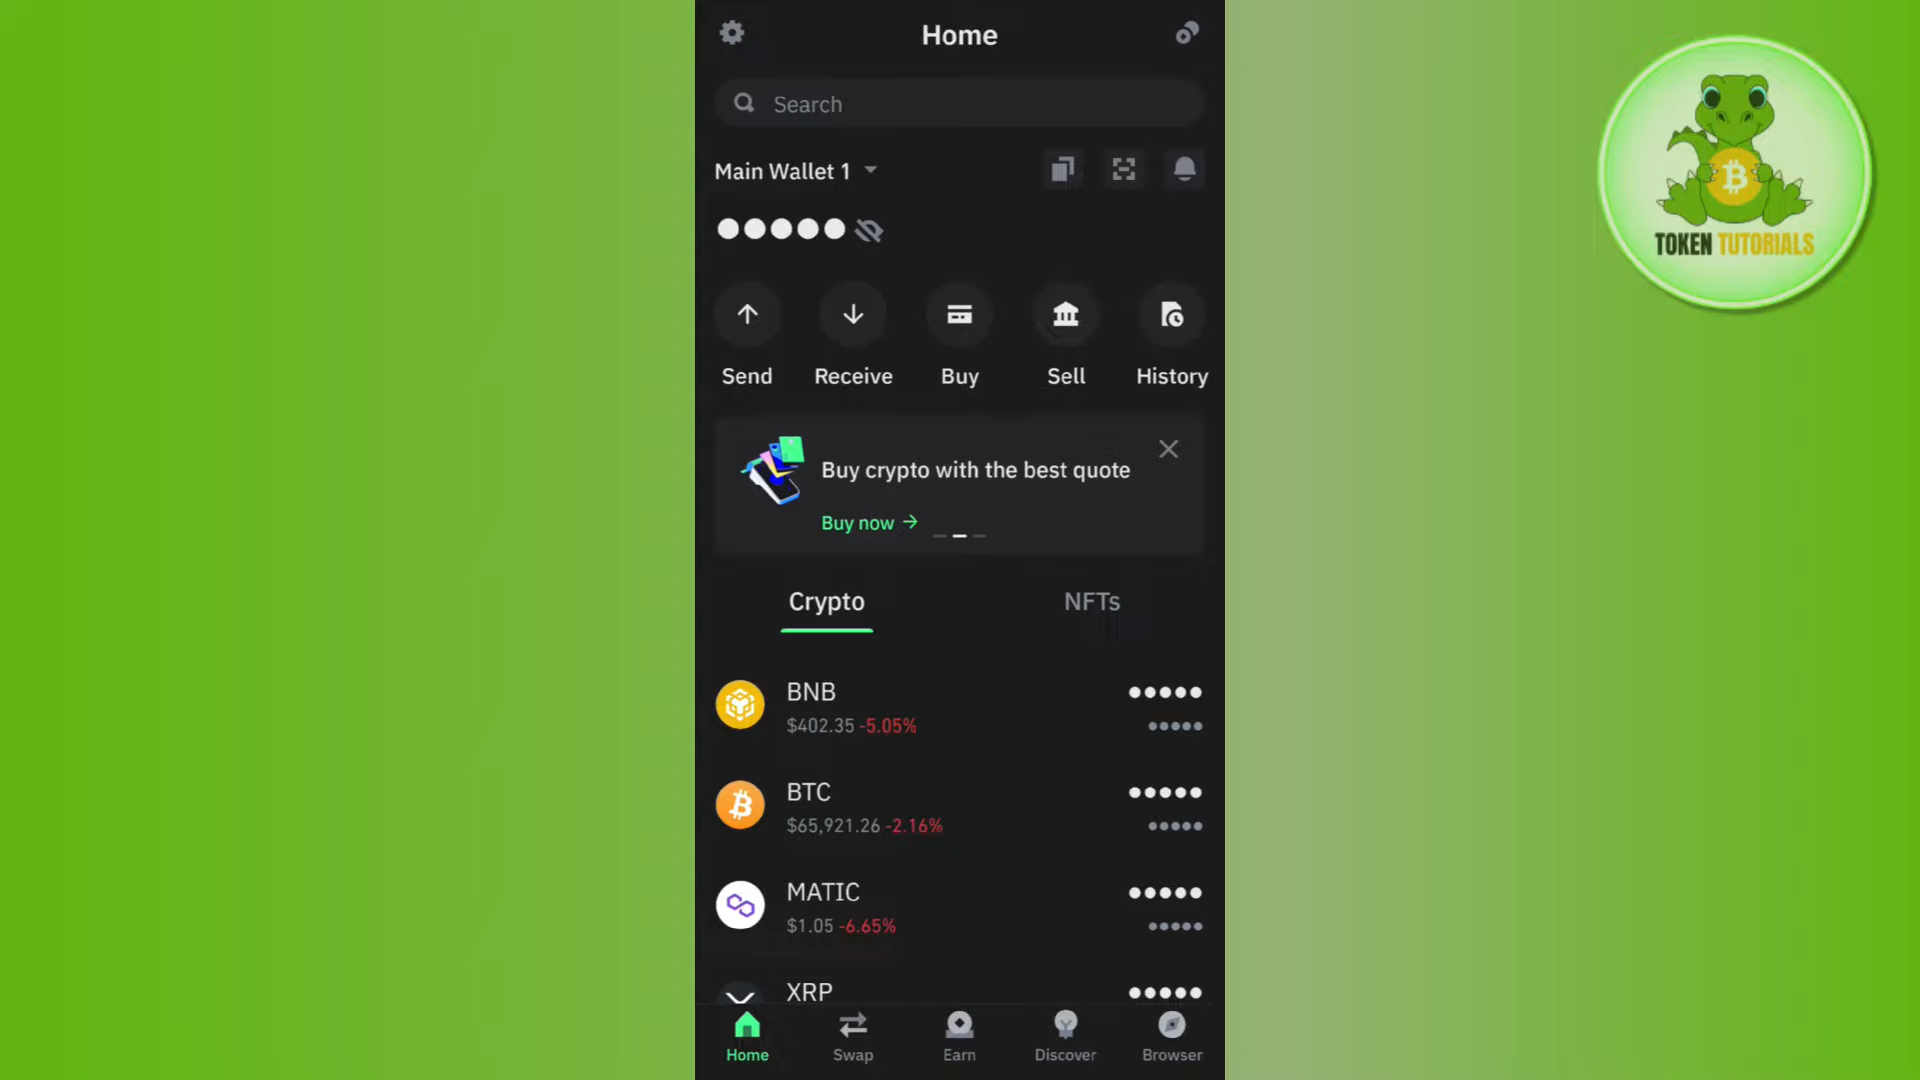 Home
Search
Main Wallet 1
Send Receive Buy Sell History
Buy crypto with the best quote
Buy now →
Crypto NFTs
BNB
$402.35 -5.05%
BTC
$65,921.26 -2.16%
MATIC
$1.05 -6.65%
XRP
Home Swap Earn Discover Browser
TOKEN TUTORIALS